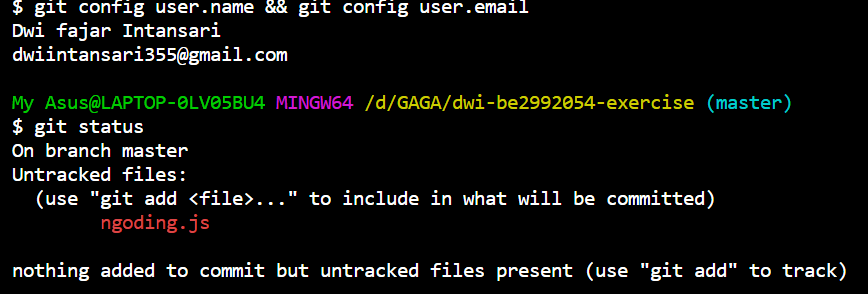 $ git config user.name && git config user.email
Dwi fajar Intansari
dwiintansari355@gmail.com
My Asus@LAPTOP-0LV05BU4 MINGW64 /d/GAGA/dwi-be2992054-exercise (master)
$ git status
On branch master
Untracked files:
  (use "git add <file>..." to include in what will be committed)
        ngoding.js
nothing added to commit but untracked files present (use "git add" to track)